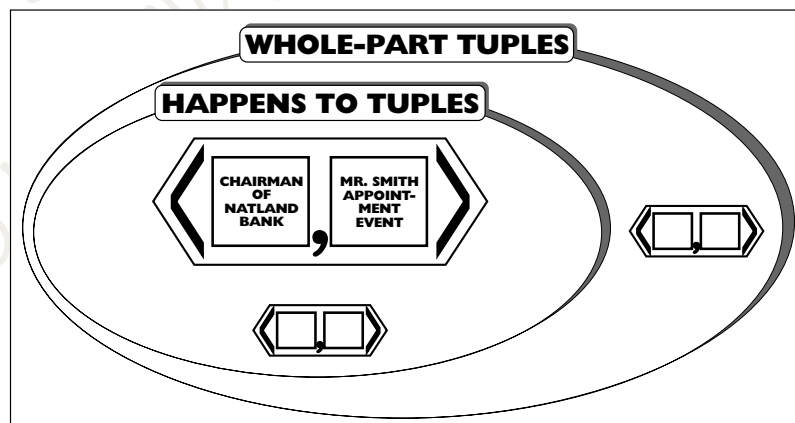 WHOLE-PART TUPLES
HAPPENS TO TUPLES
CHAIRMAN
OF
NATLAND
BANK
,
MR. SMITH
APPOINT-
MENT
EVENT
,
,